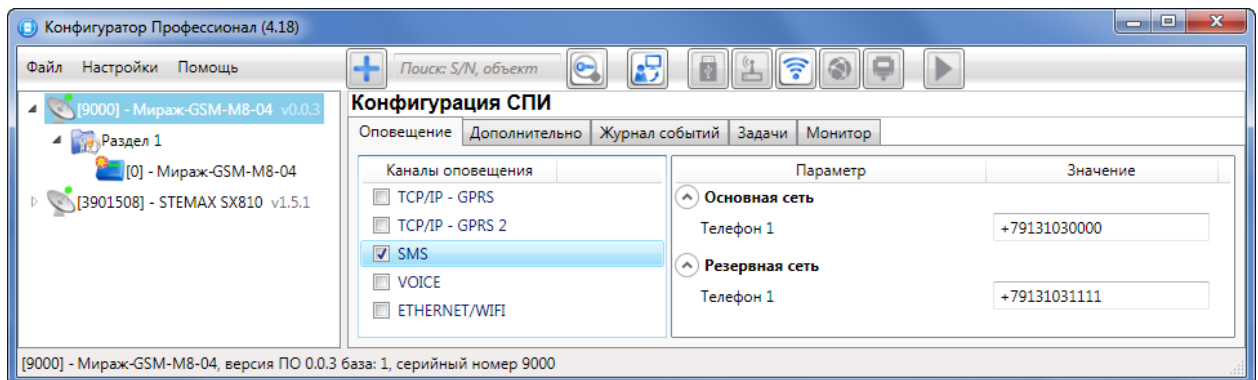 Конфигуратор Профессионал (4.18)
Файл Настройки Помощь
Поиск: S/N, объект
[9000] - Мираж-GSM-M8-04 v0.0.3
Раздел 1
[0] - Мираж-GSM-M8-04
[3901508] - STEMAX SX810 v1.5.1
Конфигурация СПИ
Оповещение Дополнительно Журнал событий Задачи Монитор
Каналы оповещения
TCP/IP - GPRS
TCP/IP - GPRS 2
SMS
VOICE
ETHERNET/WIFI
Параметр Значение
Основная сеть
Телефон 1 +79131030000
Резервная сеть
Телефон 1 +79131031111
[9000] - Мираж-GSM-M8-04, версия ПО 0.0.3 база: 1, серийный номер 9000